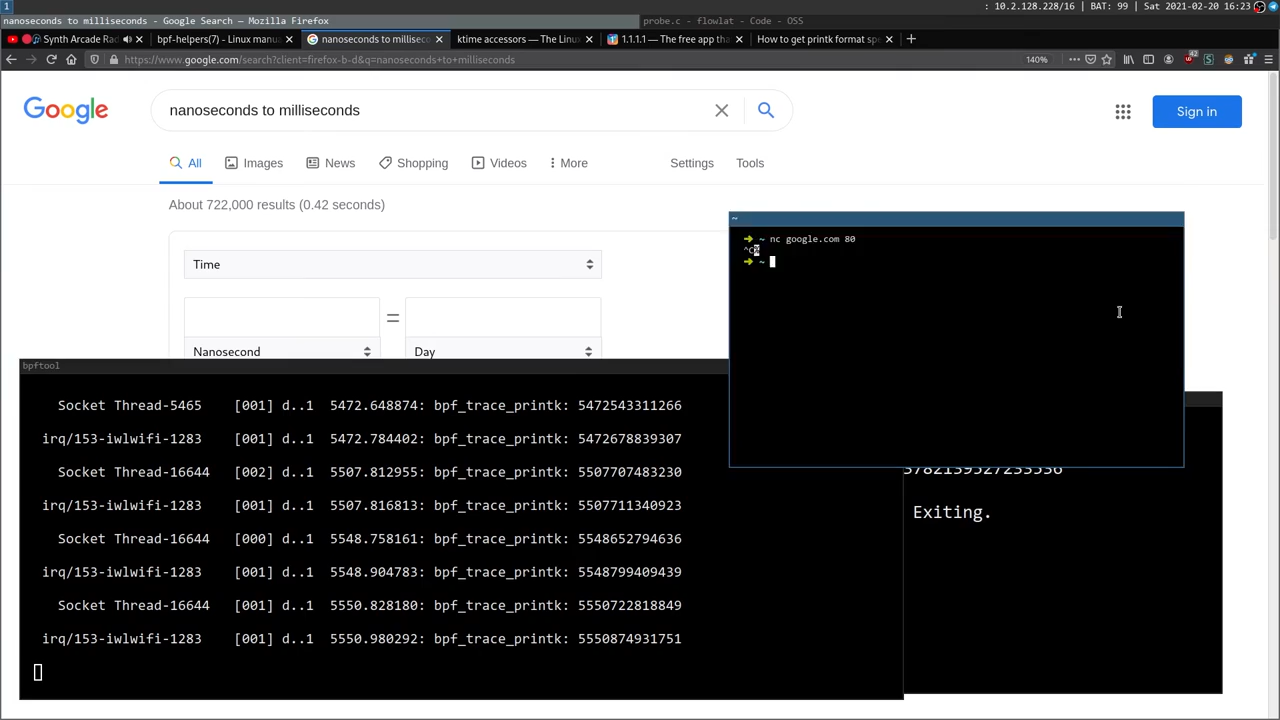 1
: 10.2.128.228/16 | BAT: 99 | Sat 2021-02-20 16:23
nanoseconds to milliseconds - Google Search — Mozilla Firefox
probe.c - flowlat - Code - OSS
Synth Arcade Rad
bpf-helpers(7) - Linux manu
nanoseconds to millisecon
ktime accessors — The Linu
1.1.1.1 — The free app tha
How to get printk format spe
https://www.google.com/search?client=firefox-b-d&q=nanoseconds+to+milliseconds
140%
42
Google
nanoseconds to milliseconds
Sign in
All
Images
News
Shopping
Videos
More
Settings
Tools
About 722,000 results (0.42 seconds)
Time
=
Nanosecond
Day
~
➜ ~ nc google.com 80
^C%
➜ ~
bpftool
Socket Thread-5465 [001] d..1 5472.648874: bpf_trace_printk: 5472543311266
irq/153-iwlwifi-1283 [001] d..1 5472.784402: bpf_trace_printk: 5472678839307
Socket Thread-16644 [002] d..1 5507.812955: bpf_trace_printk: 5507707483230
irq/153-iwlwifi-1283 [001] d..1 5507.816813: bpf_trace_printk: 5507711340923
Socket Thread-16644 [000] d..1 5548.758161: bpf_trace_printk: 5548652794636
irq/153-iwlwifi-1283 [001] d..1 5548.904783: bpf_trace_printk: 5548799409439
Socket Thread-16644 [001] d..1 5550.828180: bpf_trace_printk: 5550722818849
irq/153-iwlwifi-1283 [001] d..1 5550.980292: bpf_trace_printk: 5550874931751
Exiting.